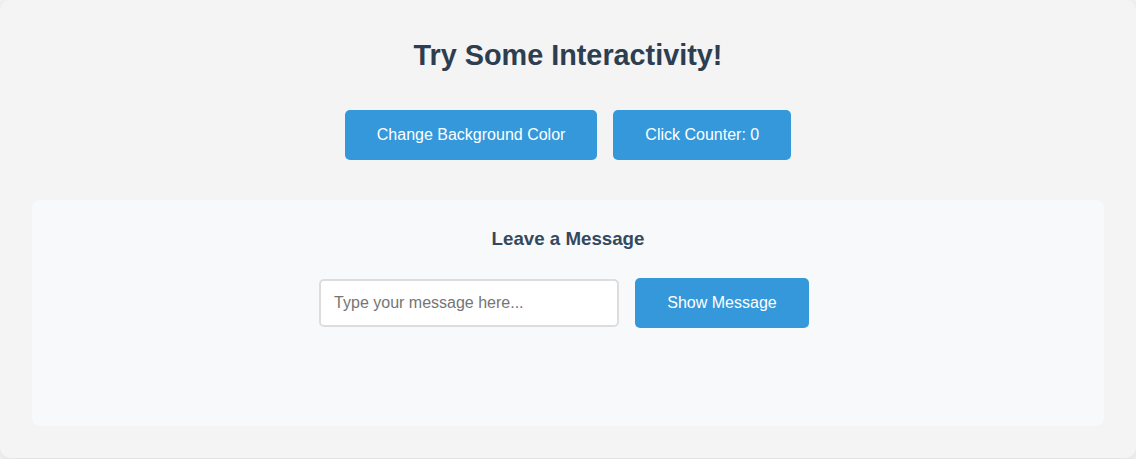 Try Some Interactivity!
Change Background Color
Click Counter: 0
Leave a Message
Type your message here...
Show Message